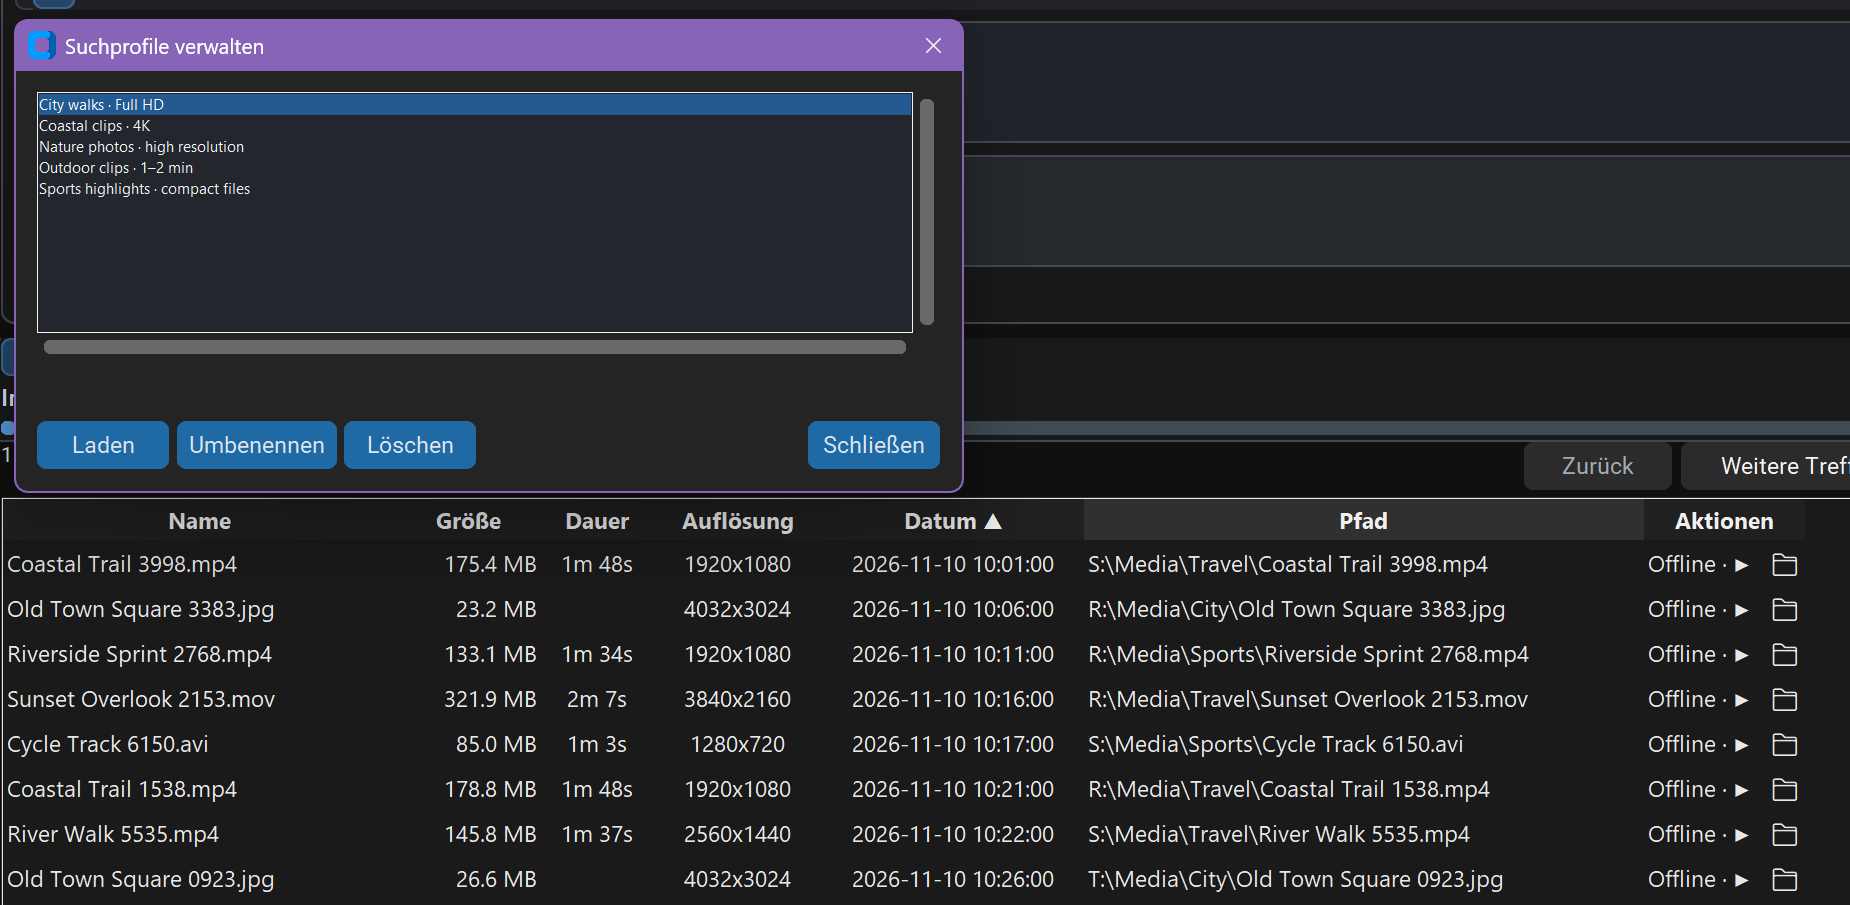 Suchprofile verwalten
City walks · Full HD
Coastal clips · 4K
Nature photos · high resolution
Outdoor clips · 1–2 min
Sports highlights · compact files
Laden Umbenennen Löschen Schließen
Zurück Weitere
Name Größe Dauer Auflösung Datum ▲ Pfad Aktionen
Coastal Trail 3998.mp4 175.4 MB 1m 48s 1920x1080 2026-11-10 10:01:00 S:\Media\Travel\Coastal Trail 3998.mp4 Offline · ►
Old Town Square 3383.jpg 23.2 MB 4032x3024 2026-11-10 10:06:00 R:\Media\City\Old Town Square 3383.jpg Offline · ►
Riverside Sprint 2768.mp4 133.1 MB 1m 34s 1920x1080 2026-11-10 10:11:00 R:\Media\Sports\Riverside Sprint 2768.mp4 Offline · ►
Sunset Overlook 2153.mov 321.9 MB 2m 7s 3840x2160 2026-11-10 10:16:00 R:\Media\Travel\Sunset Overlook 2153.mov Offline · ►
Cycle Track 6150.avi 85.0 MB 1m 3s 1280x720 2026-11-10 10:17:00 S:\Media\Sports\Cycle Track 6150.avi Offline · ►
Coastal Trail 1538.mp4 178.8 MB 1m 48s 1920x1080 2026-11-10 10:21:00 R:\Media\Travel\Coastal Trail 1538.mp4 Offline · ►
River Walk 5535.mp4 145.8 MB 1m 37s 2560x1440 2026-11-10 10:22:00 S:\Media\Travel\River Walk 5535.mp4 Offline · ►
Old Town Square 0923.jpg 26.6 MB 4032x3024 2026-11-10 10:26:00 T:\Media\City\Old Town Square 0923.jpg Offline · ►